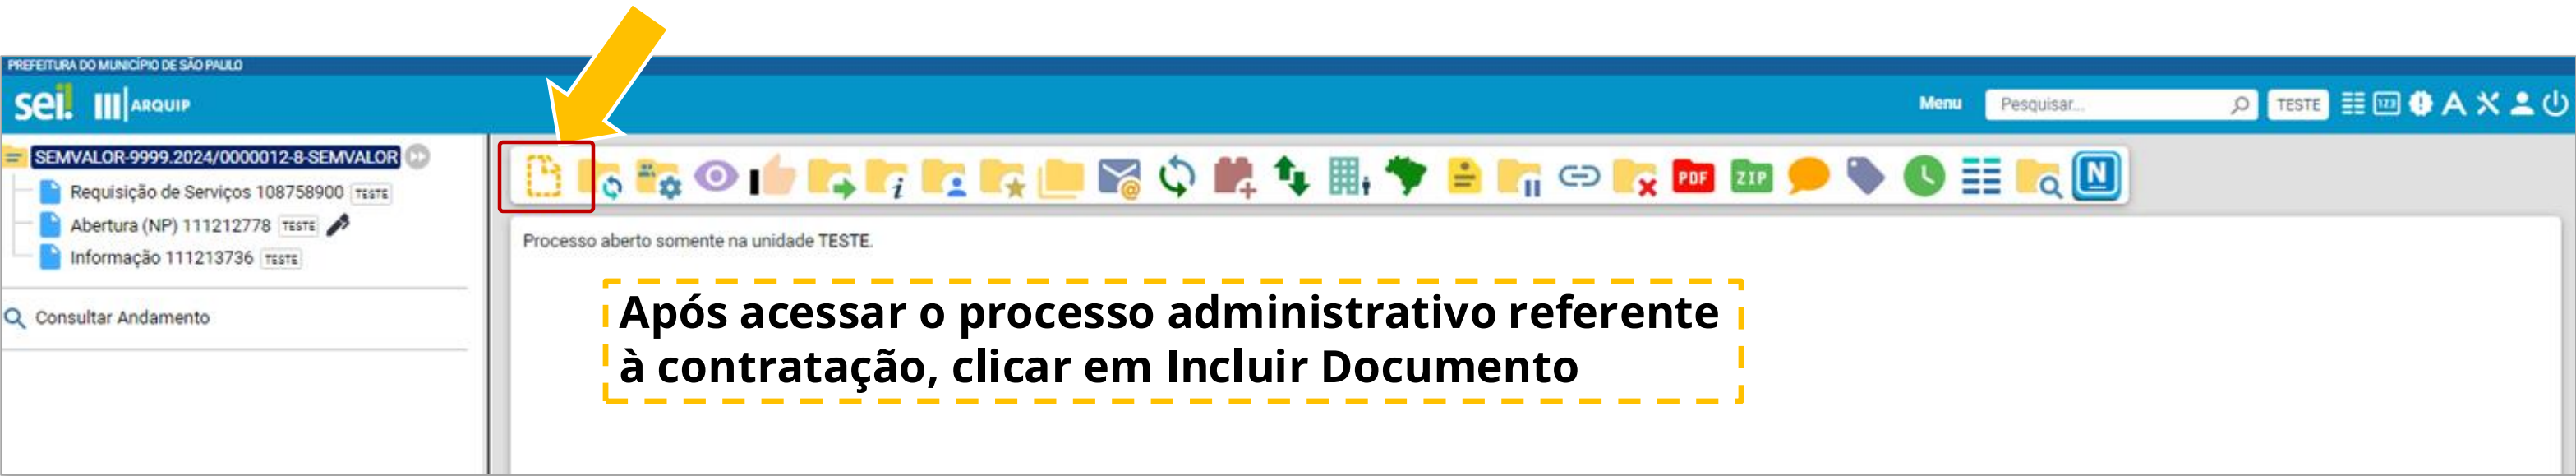 PREFEITURA DO MUNICÍPIO DE SÃO PAULO
sei! ARQUIP
Menu Pesquisar... TESTE 123 A
SEMVALOR-9999.2024/0000012-8-SEMVALOR
Requisição de Serviços 108758900 TESTE
Abertura (NP) 111212778 TESTE
Informação 111213736 TESTE
Consultar Andamento
i @ PDF ZIP N
Processo aberto somente na unidade TESTE.
Após acessar o processo administrativo referente
à contratação, clicar em Incluir Documento